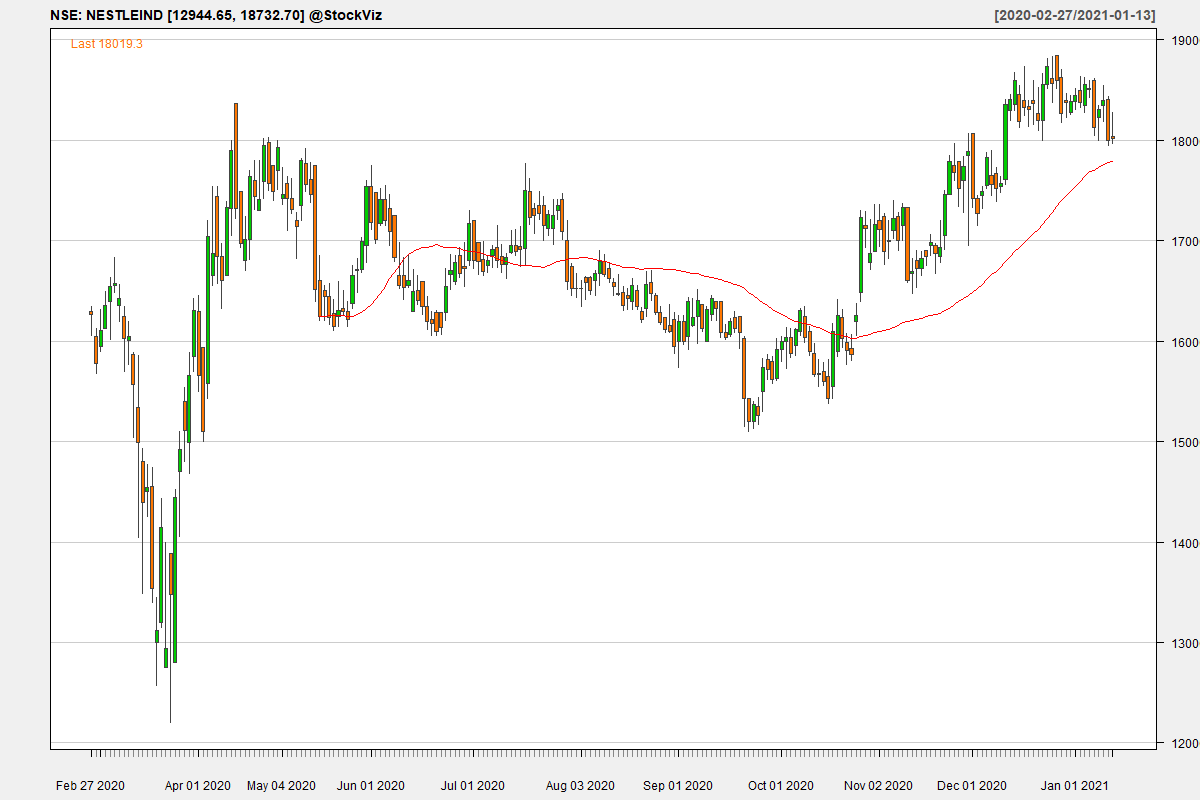 NSE: NESTLEIND [12944.65, 18732.70] @StockViz [2020-02-27/2021-01-13]
Last 18019.3
1900
1800
1700
1600
1500
1400
1300
1200
Feb 27 2020 Apr 01 2020 May 04 2020 Jun 01 2020 Jul 01 2020 Aug 03 2020 Sep 01 2020 Oct 01 2020 Nov 02 2020 Dec 01 2020 Jan 01 2021